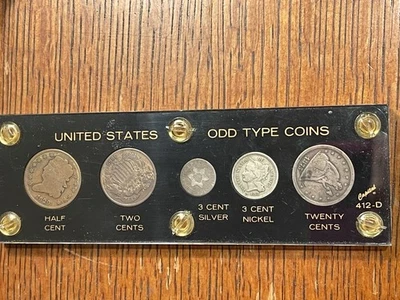 UNITED STATES ODD TYPE COINS
HALF
CENT
TWO
CENTS
3 CENT
SILVER
3 CENT
NICKEL
TWENTY
CENTS
Capital
412-D